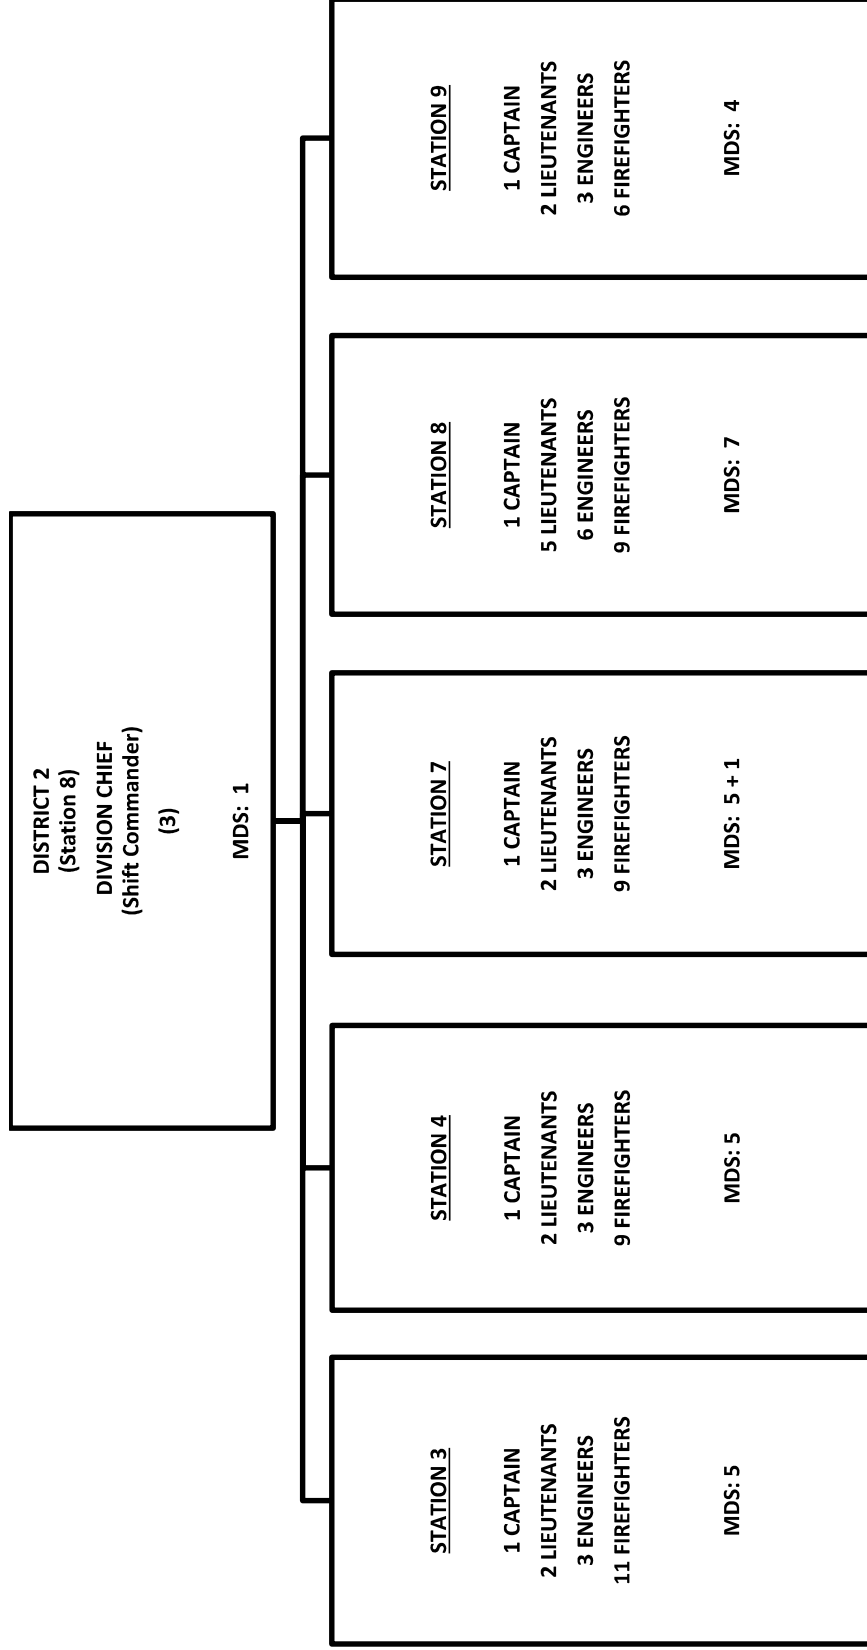 DISTRICT 2
(Station 8)
DIVISION CHIEF
(Shift Commander)
(3)
MDS: 1
STATION 3
1 CAPTAIN
2 LIEUTENANTS
3 ENGINEERS
11 FIREFIGHTERS
MDS: 5
STATION 4
1 CAPTAIN
2 LIEUTENANTS
3 ENGINEERS
9 FIREFIGHTERS
MDS: 5
STATION 7
1 CAPTAIN
2 LIEUTENANTS
3 ENGINEERS
9 FIREFIGHTERS
MDS: 5 + 1
STATION 8
1 CAPTAIN
5 LIEUTENANTS
6 ENGINEERS
9 FIREFIGHTERS
MDS: 7
STATION 9
1 CAPTAIN
2 LIEUTENANTS
3 ENGINEERS
6 FIREFIGHTERS
MDS: 4